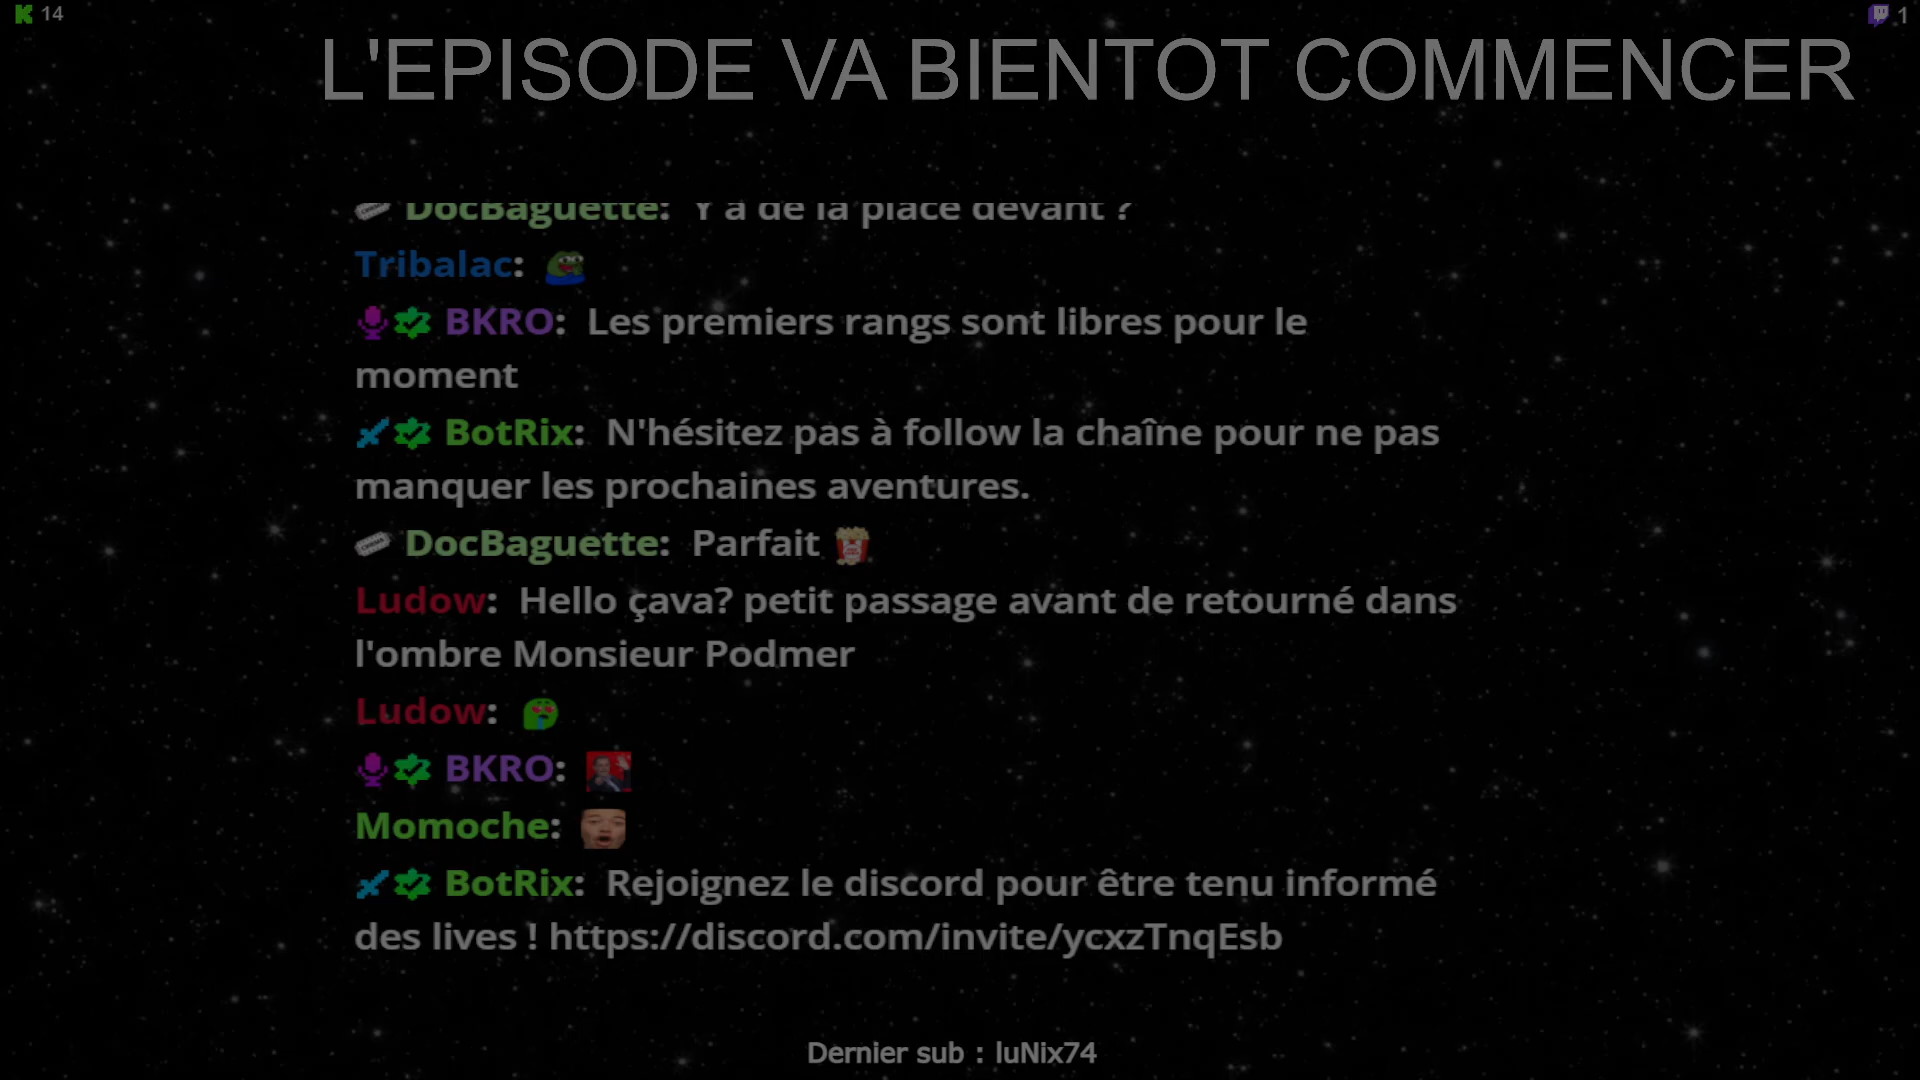 14
1
L'EPISODE VA BIENTOT COMMENCER
DocBaguette: Y a de la place devant ?
Tribalac:
BKRO: Les premiers rangs sont libres pour le
moment
BotRix: N'hésitez pas à follow la chaîne pour ne pas
manquer les prochaines aventures.
DocBaguette: Parfait
Ludow: Hello çava? petit passage avant de retourné dans
l'ombre Monsieur Podmer
Ludow:
BKRO:
Momoche:
BotRix: Rejoignez le discord pour être tenu informé
des lives ! https://discord.com/invite/ycxzTnqEsb
Dernier sub : luNix74